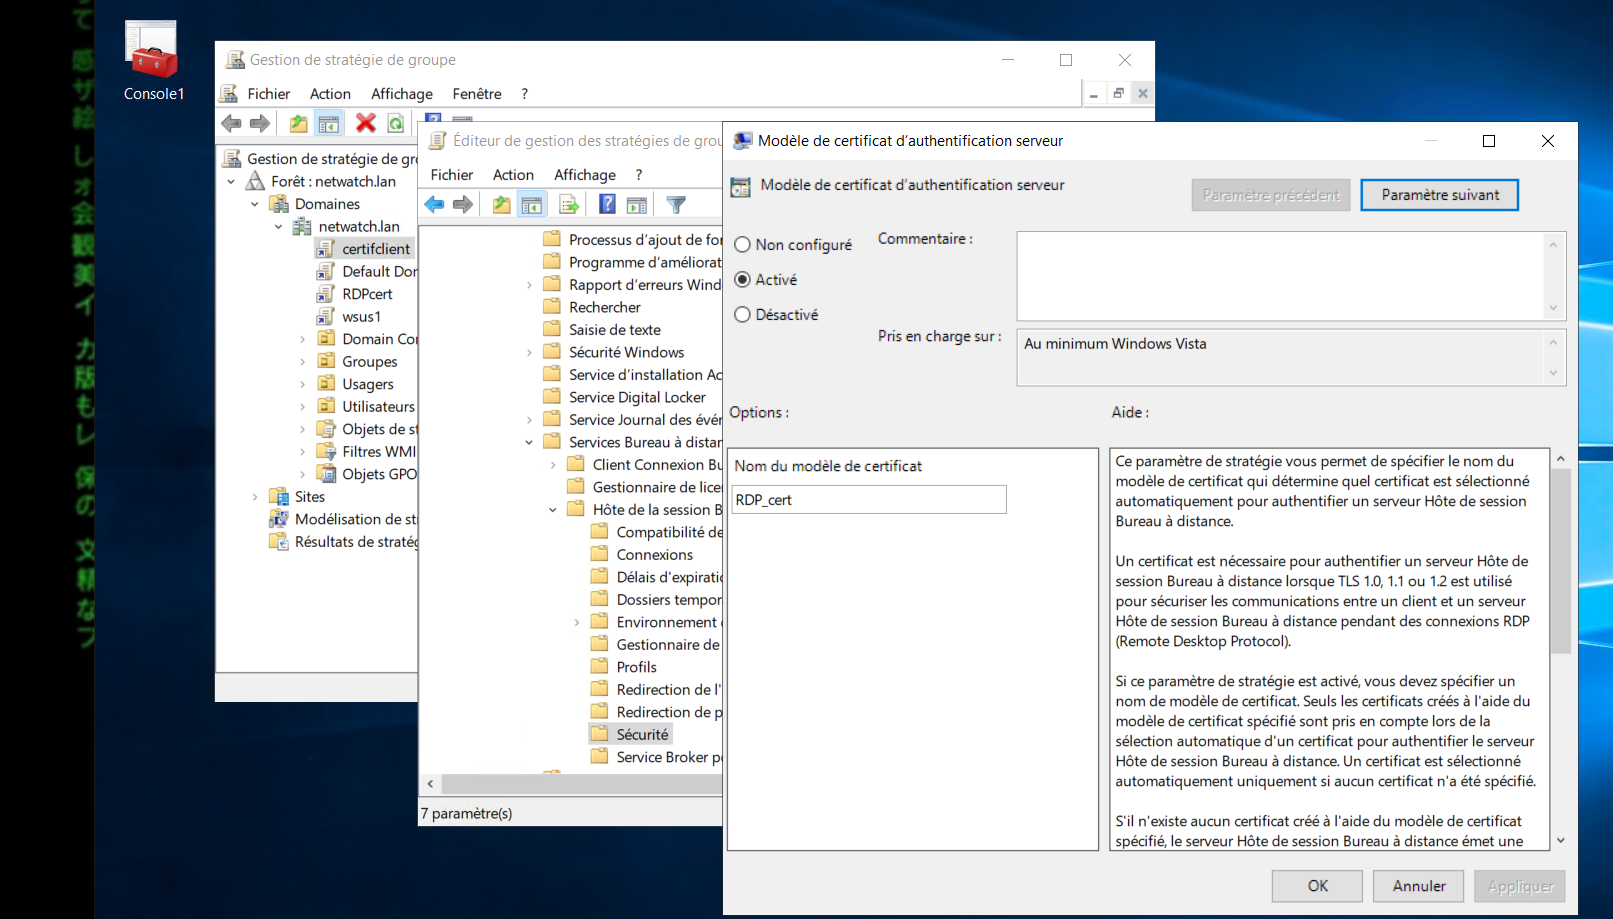 Console1
Gestion de stratégie de groupe
Fichier Action Affichage Fenêtre ?
Gestion de stratégie de gro
Forêt : netwatch.lan
Domaines
netwatch.lan
certifclient
Default Dor
RDPcert
wsus1
Domain Co
Groupes
Usagers
Utilisateurs
Objets de st
Filtres WMI
Objets GPO
Sites
Modélisation de st
Résultats de stratég
Éditeur de gestion des stratégies de grou
Fichier Action Affichage ?
Processus d’ajout de for
Programme d’améliorat
Rapport d’erreurs Wind
Rechercher
Saisie de texte
Sécurité Windows
Service d’installation Ac
Service Digital Locker
Service Journal des évér
Services Bureau à distar
Client Connexion Bu
Gestionnaire de licer
Hôte de la session B
Compatibilité de
Connexions
Délais d'expiratio
Dossiers tempor
Environnement
Gestionnaire de
Profils
Redirection de l'
Redirection de p
Sécurité
Service Broker p
7 paramètre(s)
Modèle de certificat d’authentification serveur
Modèle de certificat d’authentification serveur
Paramètre précédent Paramètre suivant
Non configuré
Activé
Désactivé
Commentaire :
Pris en charge sur :
Au minimum Windows Vista
Options :
Aide :
Nom du modèle de certificat
RDP_cert
Ce paramètre de stratégie vous permet de spécifier le nom du
modèle de certificat qui détermine quel certificat est sélectionné
automatiquement pour authentifier un serveur Hôte de session
Bureau à distance.
Un certificat est nécessaire pour authentifier un serveur Hôte de
session Bureau à distance lorsque TLS 1.0, 1.1 ou 1.2 est utilisé
pour sécuriser les communications entre un client et un serveur
Hôte de session Bureau à distance pendant des connexions RDP
(Remote Desktop Protocol).
Si ce paramètre de stratégie est activé, vous devez spécifier un
nom de modèle de certificat. Seuls les certificats créés à l'aide du
modèle de certificat spécifié sont pris en compte lors de la
sélection automatique d'un certificat pour authentifier le serveur
Hôte de session Bureau à distance. Un certificat est sélectionné
automatiquement uniquement si aucun certificat n'a été spécifié.
S'il n'existe aucun certificat créé à l'aide du modèle de certificat
spécifié, le serveur Hôte de session Bureau à distance émet une
OK Annuler Appliquer